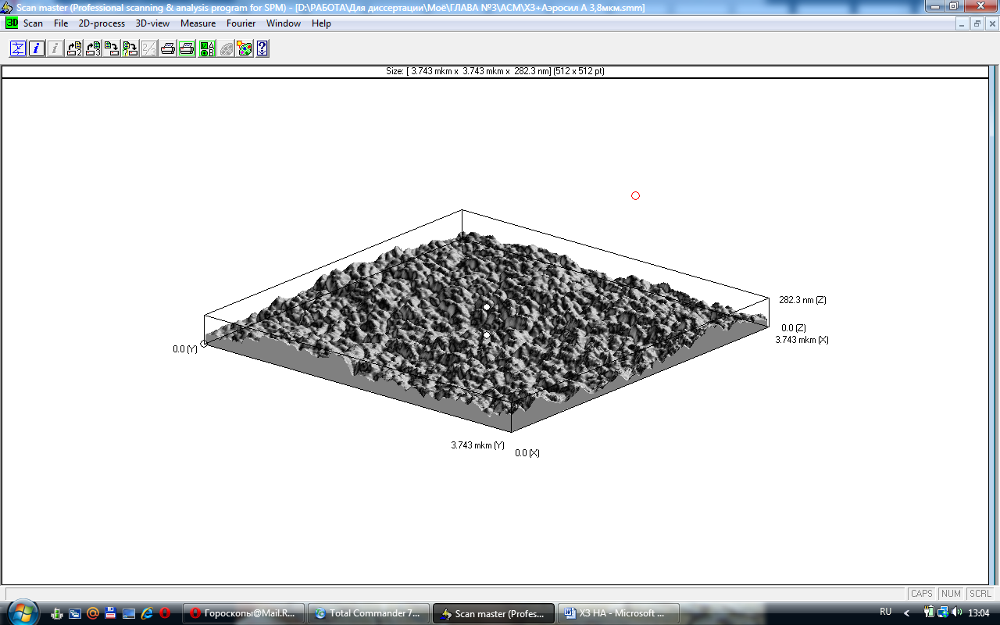 Scan master (Professional scanning & analysis program for SPM) - [D:\РАБОТА\Для диссертации\Моё\ГЛАВА №3\АСМ\ХЗ+Аэросил А 3,8мкм.smm]
3D Scan File 2D-process 3D-view Measure Fourier Window Help
Size: [ 3.743 mkm x 3.743 mkm x 282.3 nm] (512 x 512 pt)
282.3 nm (Z)
0.0 (Z)
3.743 mkm (X)
0.0 (Y)
3.743 mkm (Y)
0.0 (X)
CAPS NUM SCRL
Гороскопы@Mail.R... Total Commander 7... Scan master (Profes... ХЗ НА - Microsoft ... RU 13:04